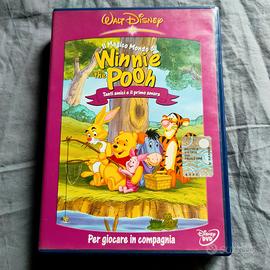 WALT DISNEY
Il Magico Mondo di
Winnie
the Pooh
Tanti amici e il primo amore
Per giocare in compagnia
Disney
DVD